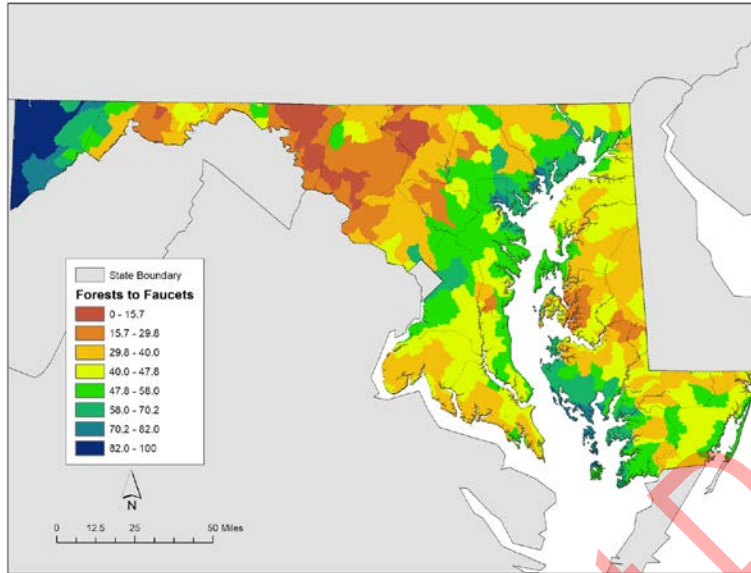 State Boundary
Forests to Faucets
0 - 15.7
15.7 - 29.8
29.8 - 40.0
40.0 - 47.8
47.8 - 58.0
58.0 - 70.2
70.2 - 82.0
82.0 - 100
N
0 12.5 25 50 Miles